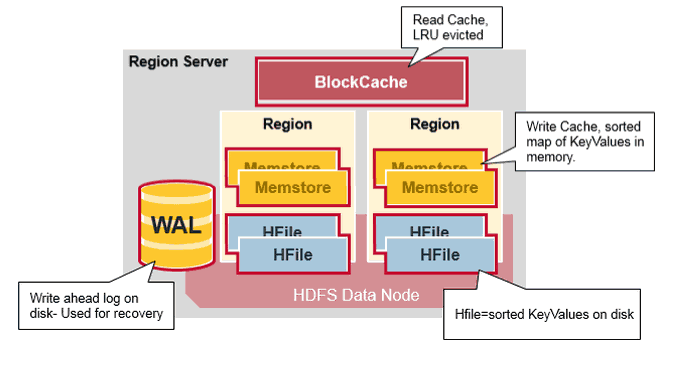 Read Cache,
LRU evicted
Region Server
BlockCache
Region
Region
Write Cache, sorted
map of KeyValues in
memory.
Memstore
Memstore
Memstore
Memstore
WAL
HFile
HFile
HFile
HFile
HDFS Data Node
Write ahead log on
disk- Used for recovery
Hfile=sorted KeyValues on disk